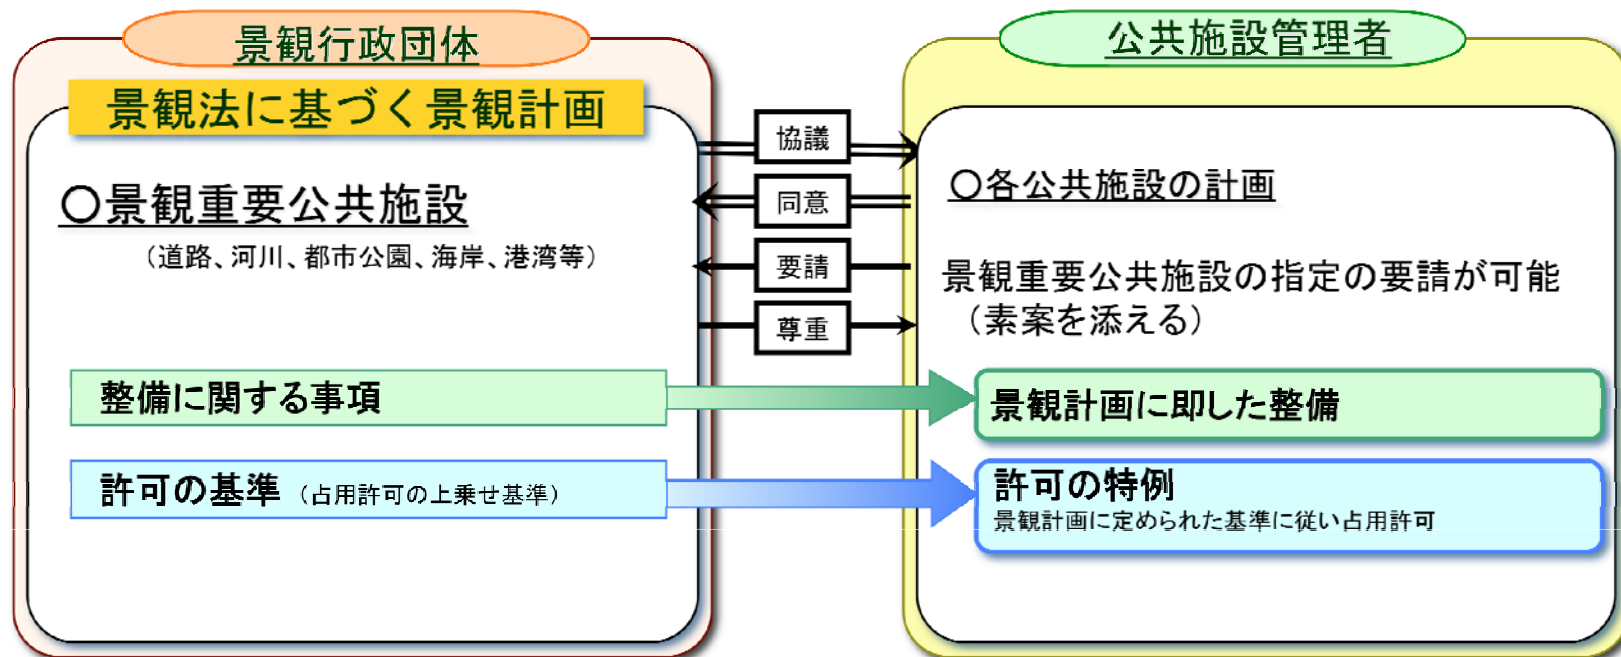 景観行政団体
景観法に基づく景観計画
〇景観重要公共施設
（道路、河川、都市公園、海岸、港湾等）
整備に関する事項
許可の基準（占用許可の上乗せ基準）
協議
同意
要請
尊重
公共施設管理者
〇各公共施設の計画
景観重要公共施設の指定の要請が可能
（素案を添える）
景観計画に即した整備
許可の特例
景観計画に定められた基準に従い占用許可